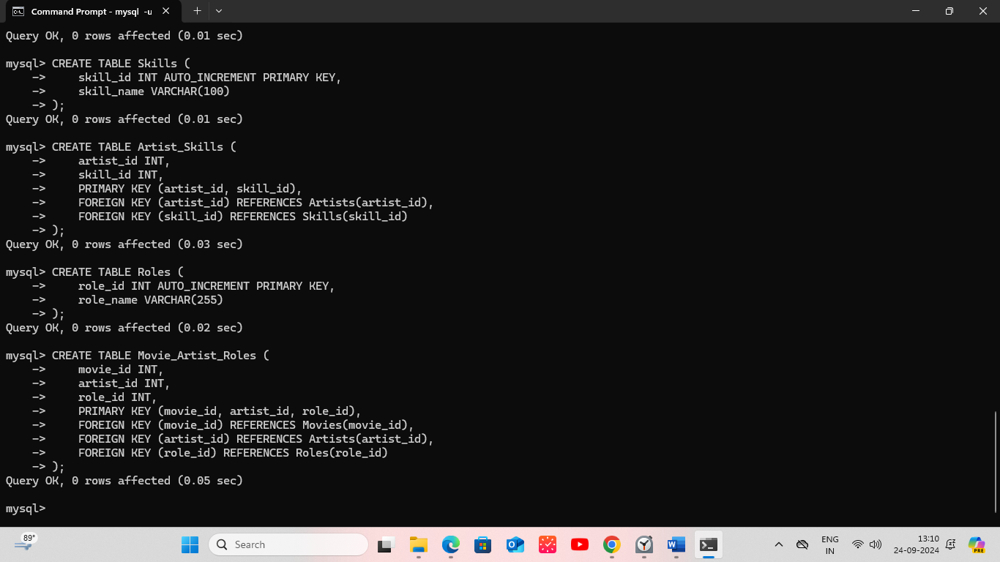 Command Prompt - mysql -u
Query OK, 0 rows affected (0.01 sec)
mysql> CREATE TABLE Skills (
    ->     skill_id INT AUTO_INCREMENT PRIMARY KEY,
    ->     skill_name VARCHAR(100)
    -> );
Query OK, 0 rows affected (0.01 sec)
mysql> CREATE TABLE Artist_Skills (
    ->     artist_id INT,
    ->     skill_id INT,
    ->     PRIMARY KEY (artist_id, skill_id),
    ->     FOREIGN KEY (artist_id) REFERENCES Artists(artist_id),
    ->     FOREIGN KEY (skill_id) REFERENCES Skills(skill_id)
    -> );
Query OK, 0 rows affected (0.03 sec)
mysql> CREATE TABLE Roles (
    ->     role_id INT AUTO_INCREMENT PRIMARY KEY,
    ->     role_name VARCHAR(255)
    -> );
Query OK, 0 rows affected (0.02 sec)
mysql> CREATE TABLE Movie_Artist_Roles (
    ->     movie_id INT,
    ->     artist_id INT,
    ->     role_id INT,
    ->     PRIMARY KEY (movie_id, artist_id, role_id),
    ->     FOREIGN KEY (movie_id) REFERENCES Movies(movie_id),
    ->     FOREIGN KEY (artist_id) REFERENCES Artists(artist_id),
    ->     FOREIGN KEY (role_id) REFERENCES Roles(role_id)
    -> );
Query OK, 0 rows affected (0.05 sec)
mysql>
89°
Search
ENG
IN
13:10
24-09-2024
PRE